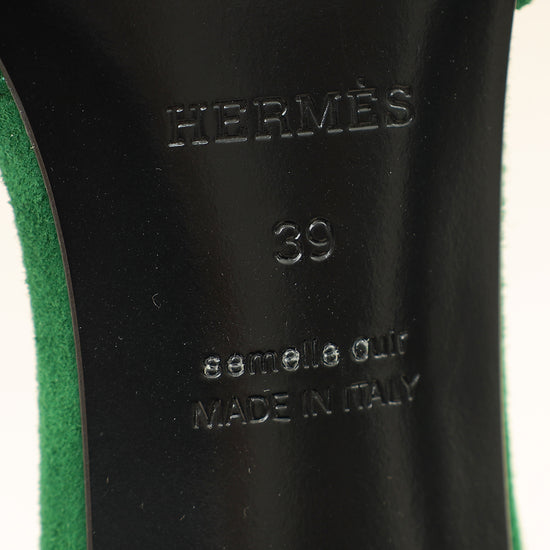 HERMÈS
39
semelle cuir
MADE IN ITALY